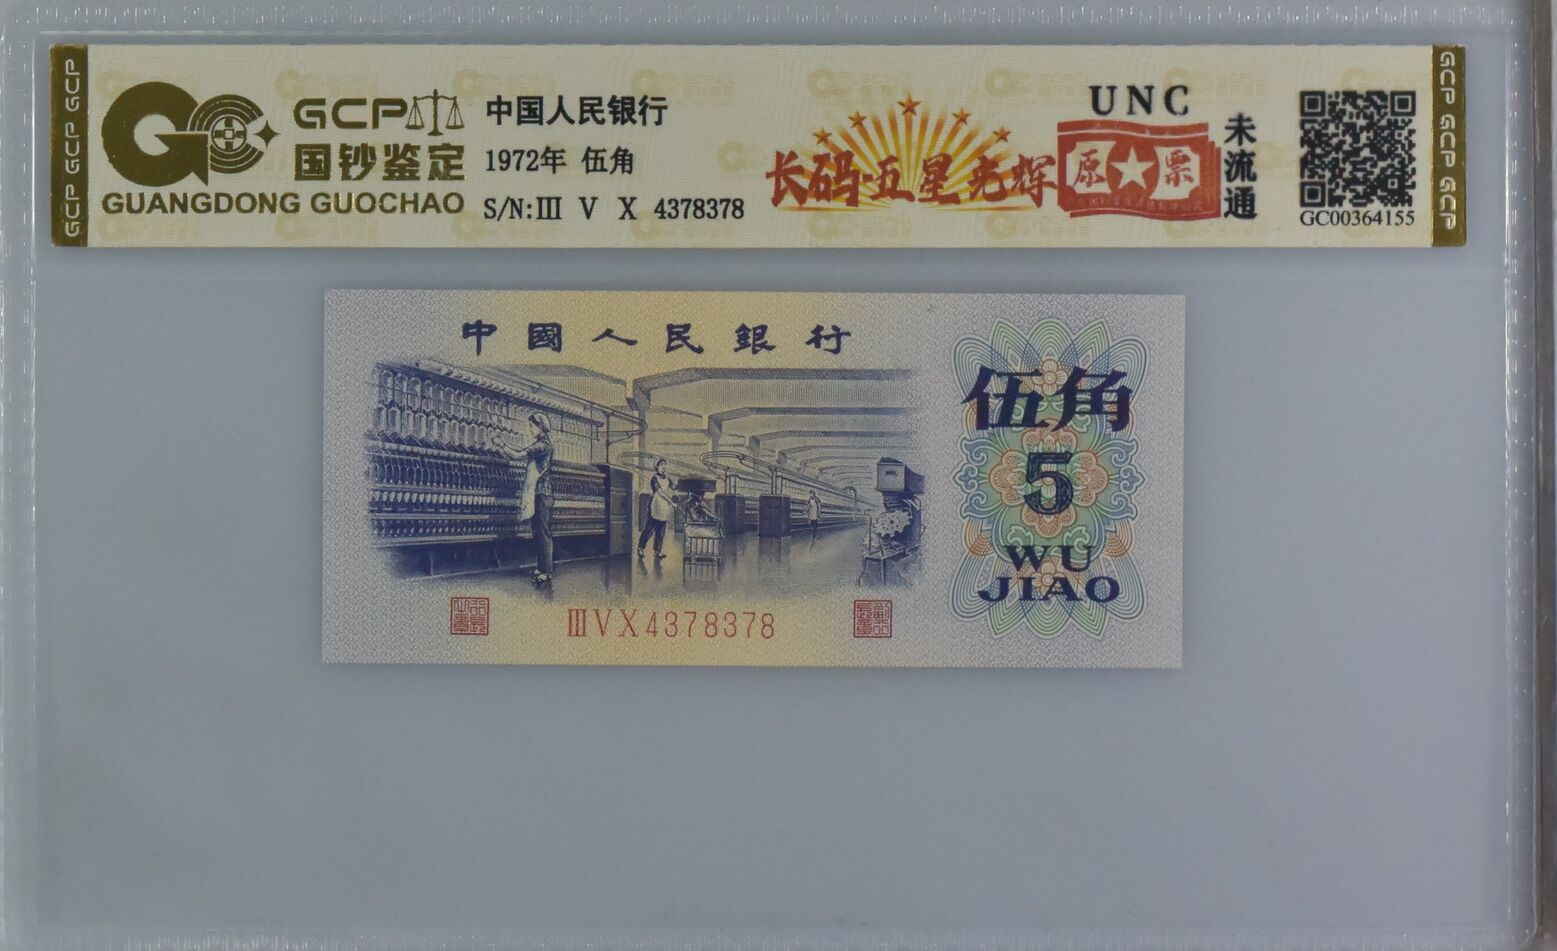 GCP GCP GCP
GCP
国钞鉴定
GUANGDONG GUOCHAO
中国人民银行
1972年 伍角
S/N:Ⅲ V X 4378378
长码·五星光辉
UNC
原★票
未流通
GC00364155
GCP GCP GCP
中國人民銀行
伍角
5
WU
JIAO
ⅢVX4378378